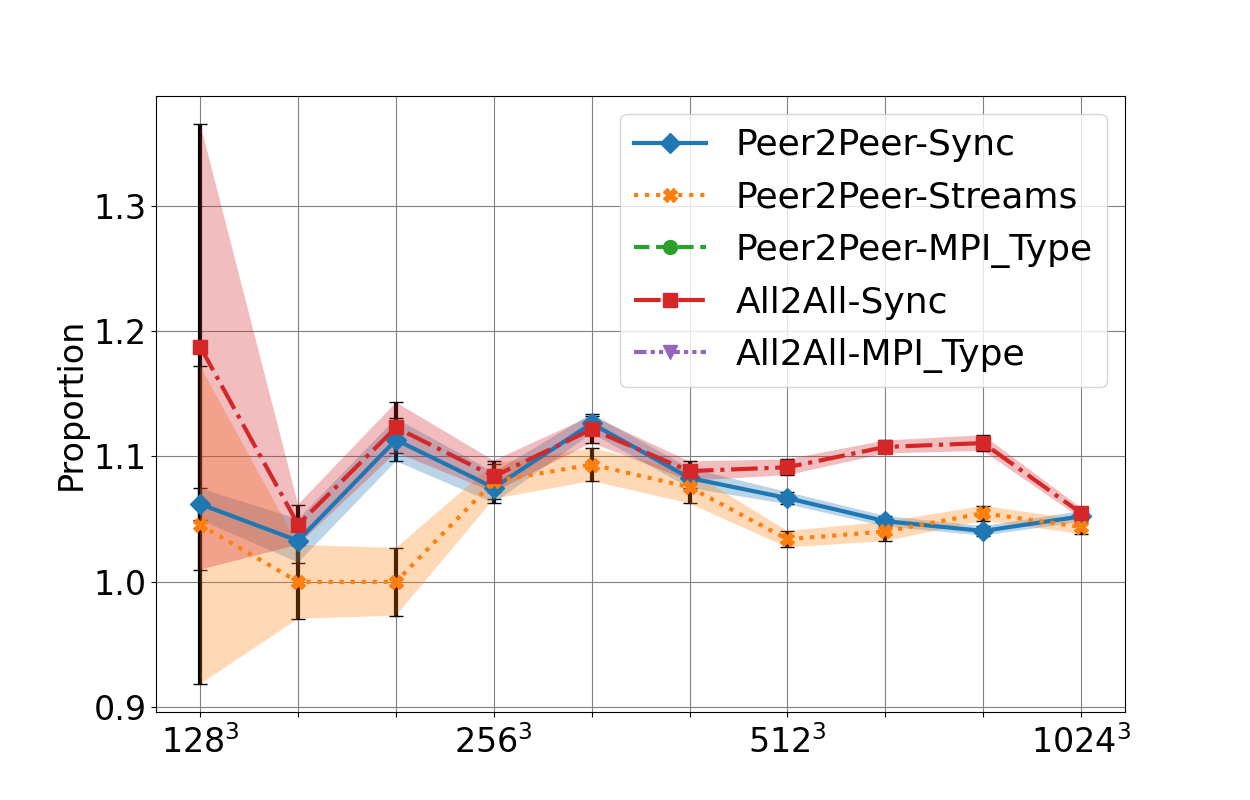 Peer2Peer-Sync
Peer2Peer-Streams
Peer2Peer-MPI_Type
All2All-Sync
All2All-MPI_Type
Proportion
1.3
1.2
1.1
1.0
0.9
128³
256³
512³
1024³